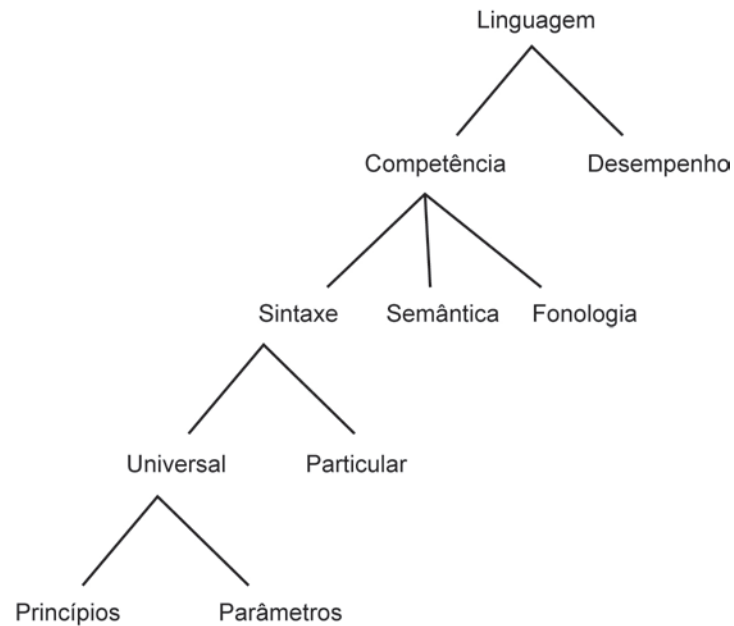 Linguagem
Competência Desempenho
Sintaxe Semântica Fonologia
Universal Particular
Princípios Parâmetros